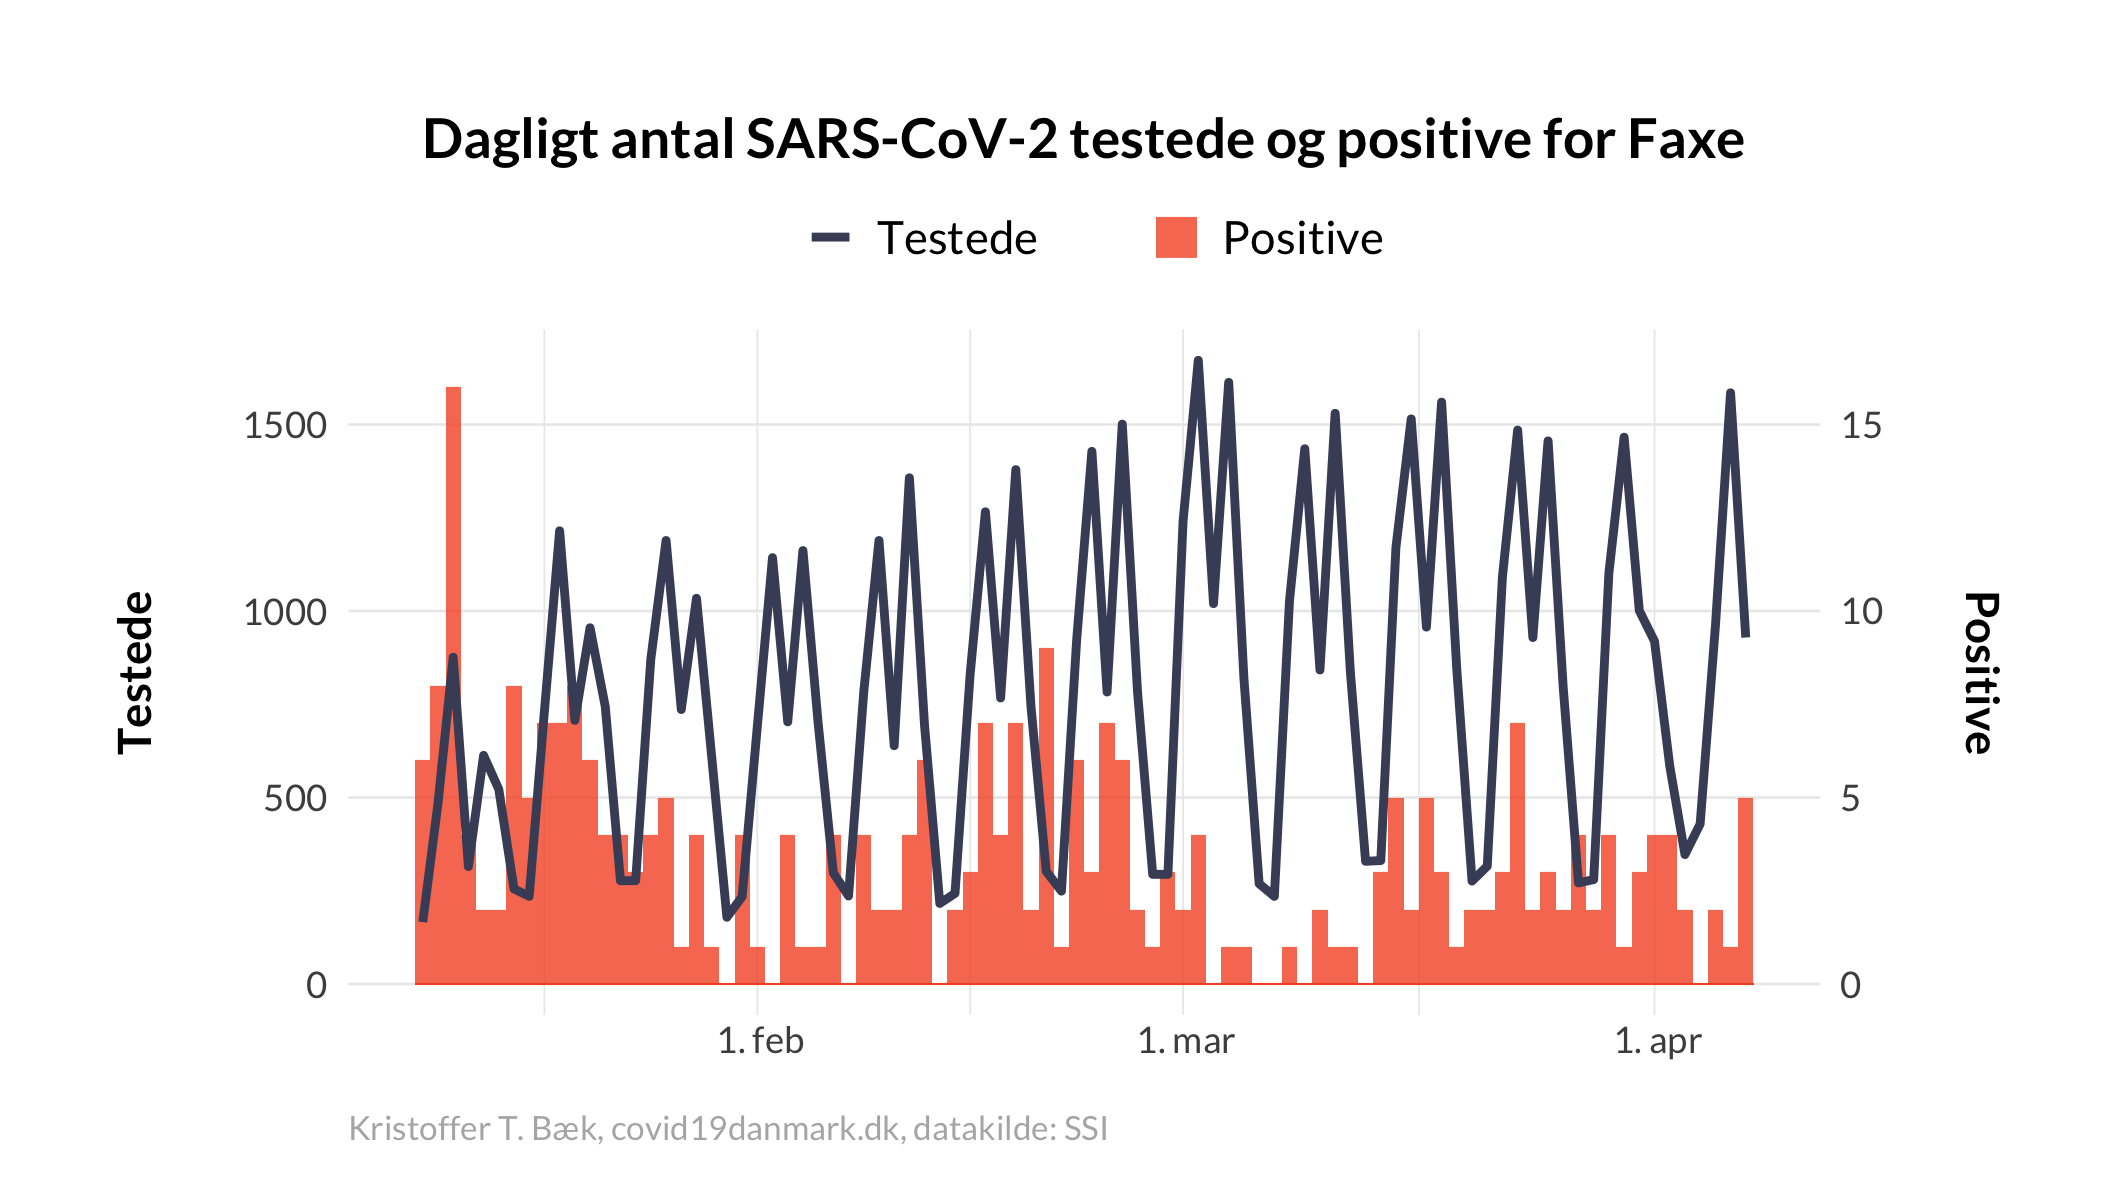 Dagligt antal SARS-CoV-2 testede og positive for Faxe
Testede
Positive
Testede
1500
1000
500
0
15
10
5
0
Positive
1. feb
1. mar
1. apr
Kristoffer T. Bæk, covid19danmark.dk, datakilde: SSI